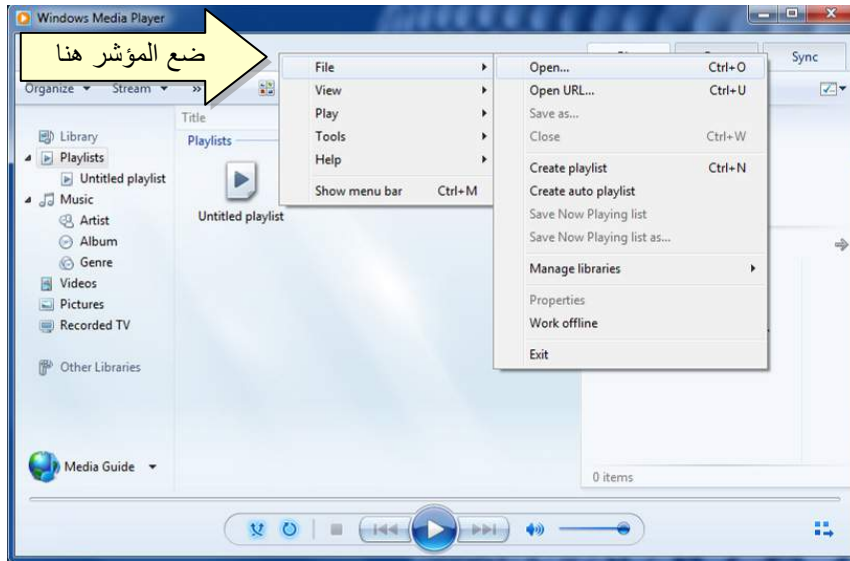 Windows Media Player
ضع المؤشر هنا
Sync
Organize Stream »
File
View
Play
Tools
Help
Show menu bar Ctrl+M
Open... Ctrl+O
Open URL... Ctrl+U
Save as...
Close Ctrl+W
Create playlist Ctrl+N
Create auto playlist
Save Now Playing list
Save Now Playing list as...
Manage libraries
Properties
Work offline
Exit
Library
Playlists
Untitled playlist
Music
Artist
Album
Genre
Videos
Pictures
Recorded TV
Other Libraries
Media Guide
Title
Playlists
Untitled playlist
0 items